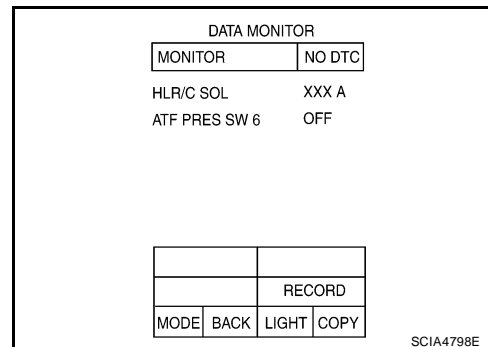 DATA MONITOR
MONITOR NO DTC
HLR/C SOL XXX A
ATF PRES SW 6 OFF
RECORD
MODE BACK LIGHT COPY
SCIA4798E